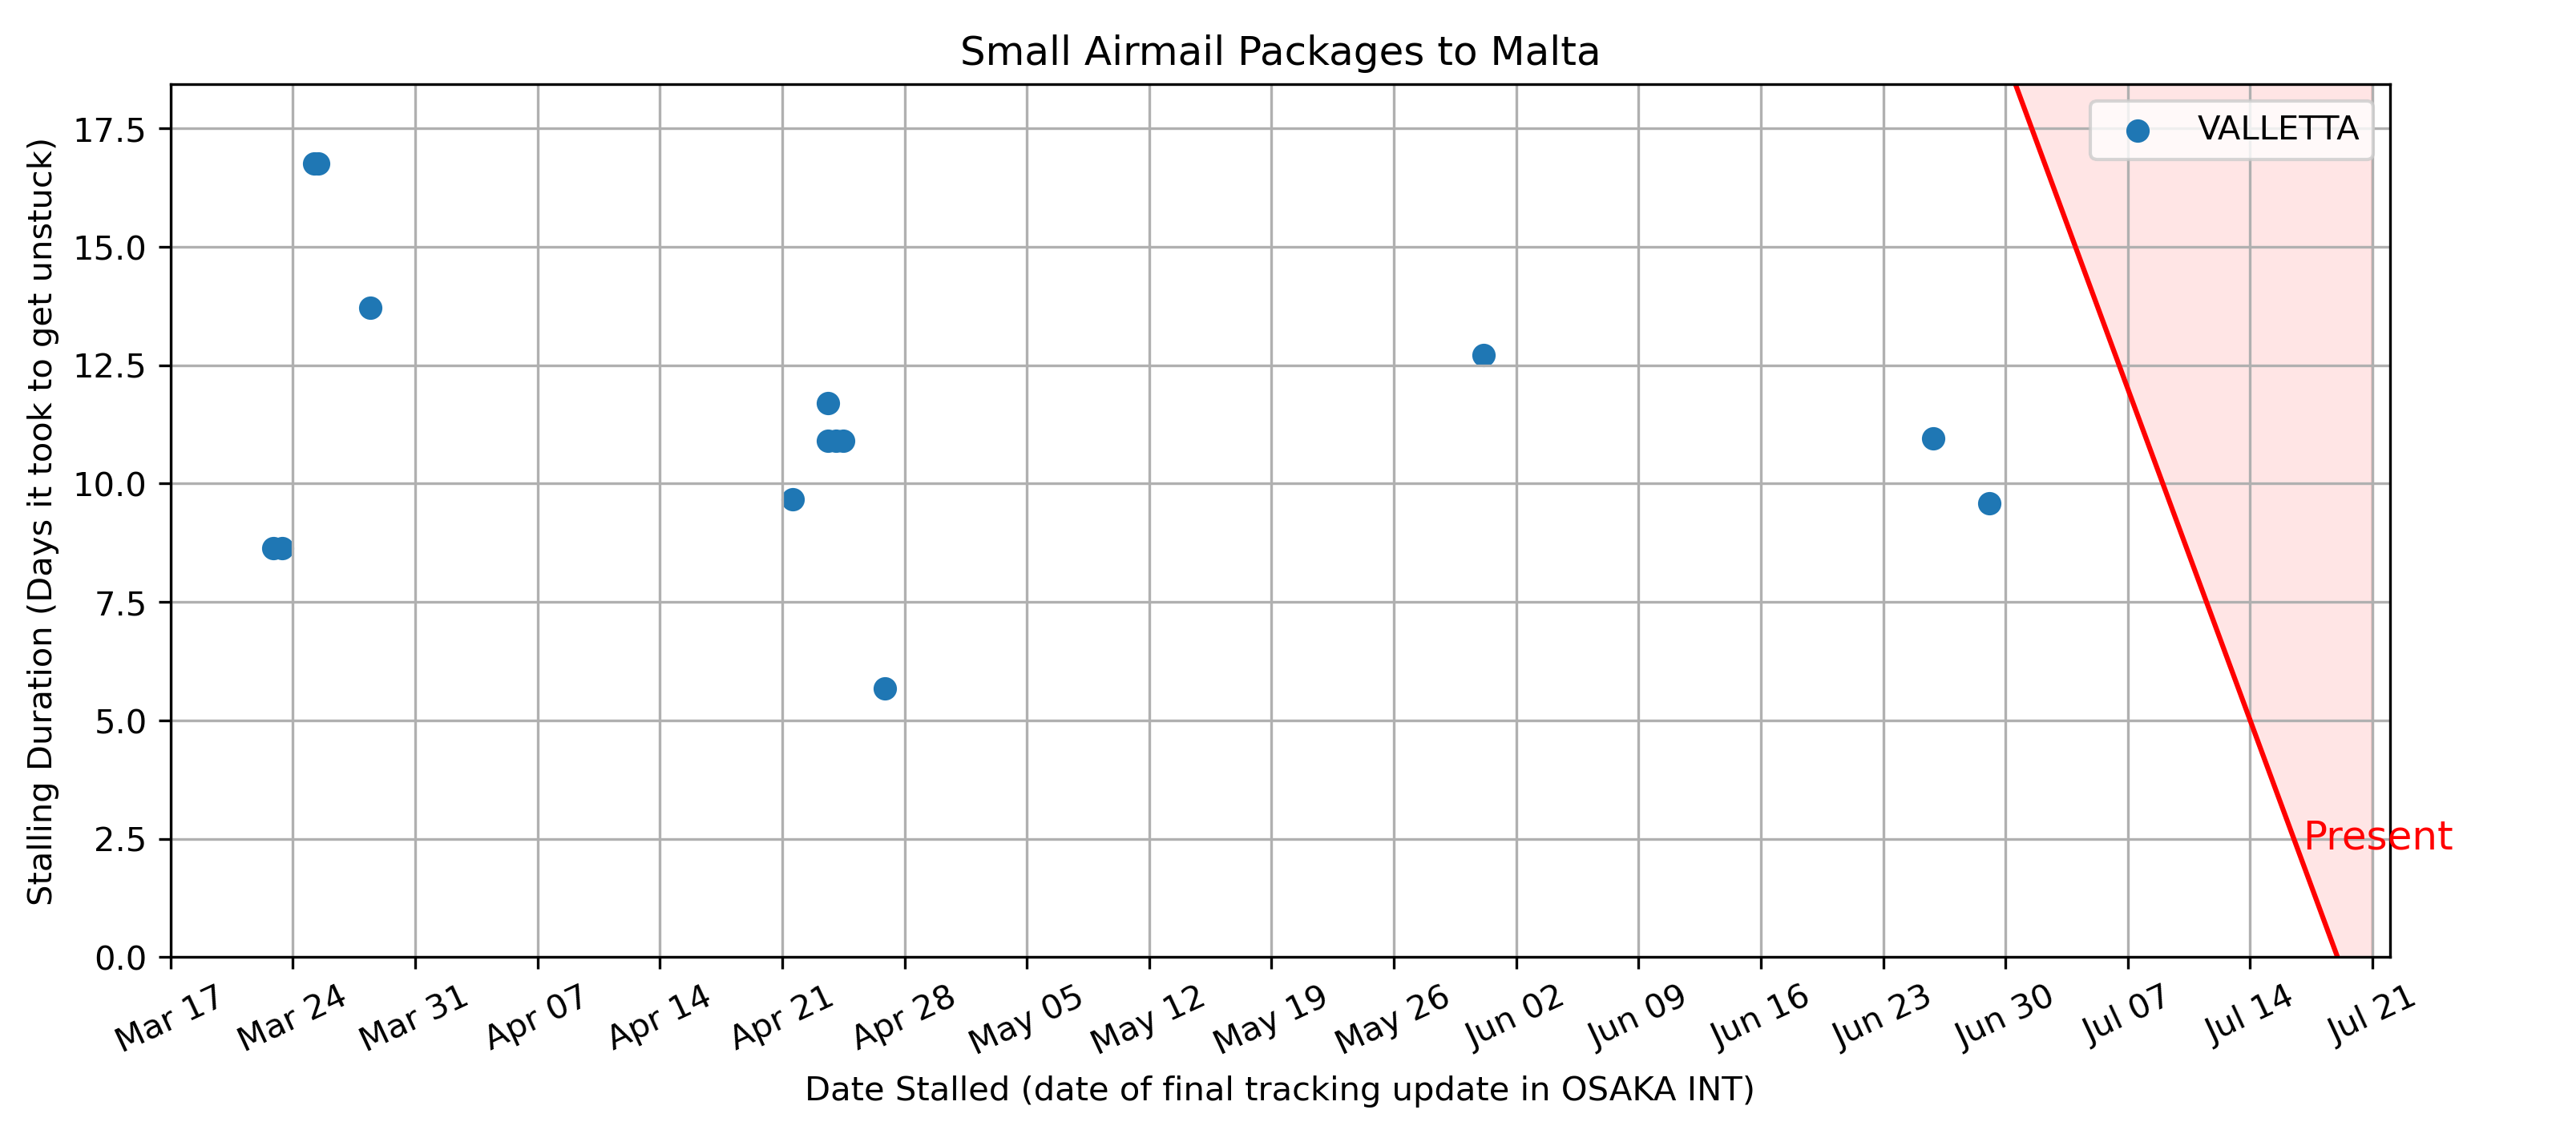 Small Airmail Packages to Malta
VALLETTA
Stalling Duration (Days it took to get unstuck)
17.5
15.0
12.5
10.0
7.5
5.0
2.5
0.0
Present
Mar 17 Mar 24 Mar 31 Apr 07 Apr 14 Apr 21 Apr 28 May 05 May 12 May 19 May 26 Jun 02 Jun 09 Jun 16 Jun 23 Jun 30 Jul 07 Jul 14 Jul 21
Date Stalled (date of final tracking update in OSAKA INT)